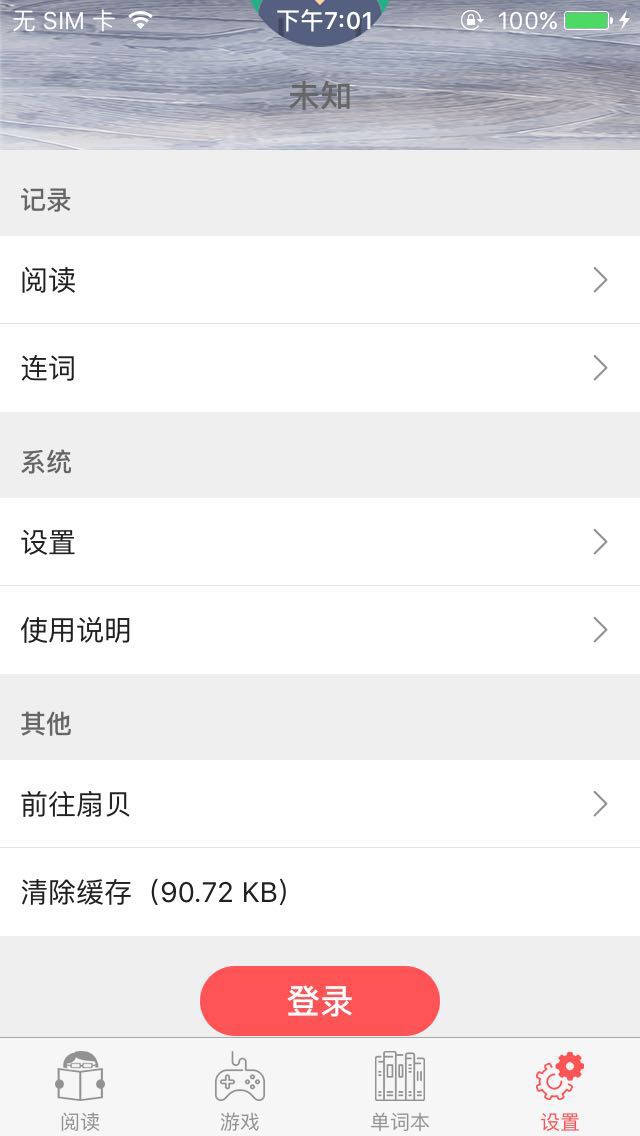 无 SIM 卡 下午7:01 100%
未知
记录
阅读
连词
系统
设置
使用说明
其他
前往扇贝
清除缓存（90.72 KB）
登录
阅读 游戏 单词本 设置